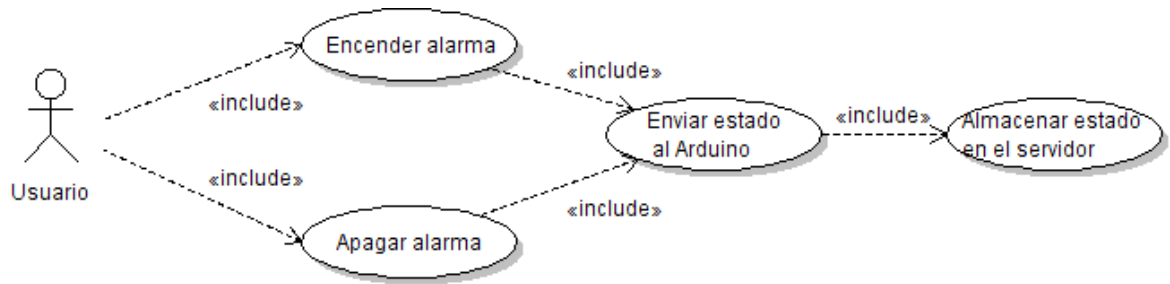 Encender alarma
«include»
Usuario
«include»
Apagar alarma
«include»
«include»
Enviar estado
al Arduino
«include»
Almacenar estado
en el servidor